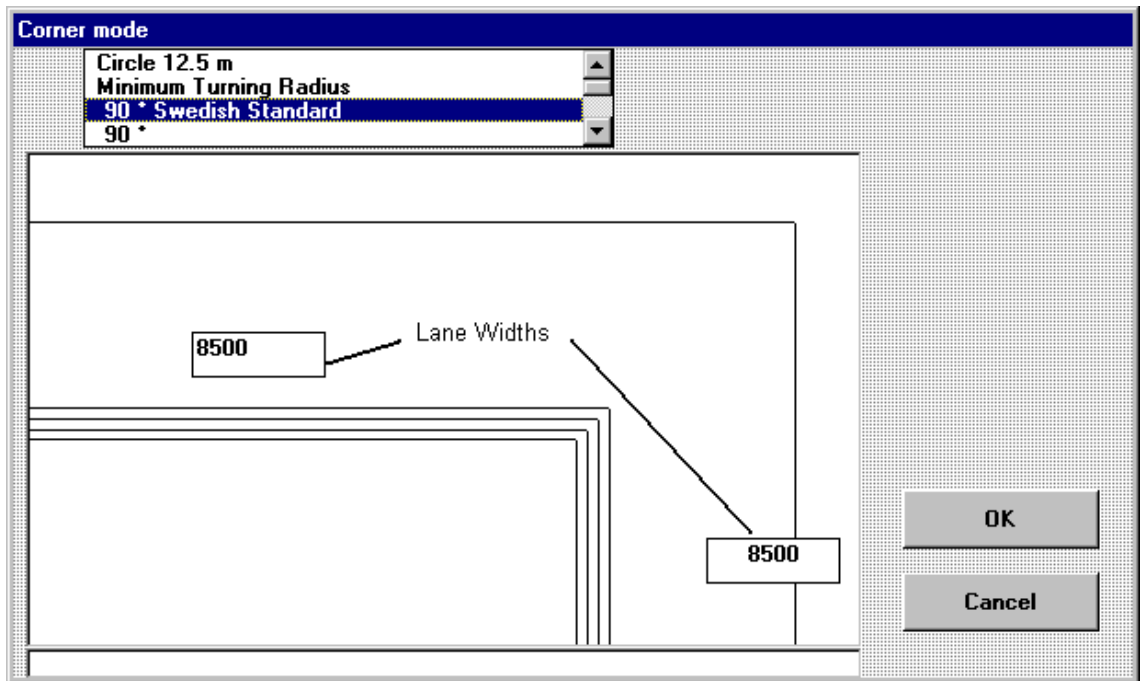 Corner mode
Circle 12.5 m
Minimum Turning Radius
90 * Swedish Standard
90 *
Lane Widths
8500
8500
OK
Cancel